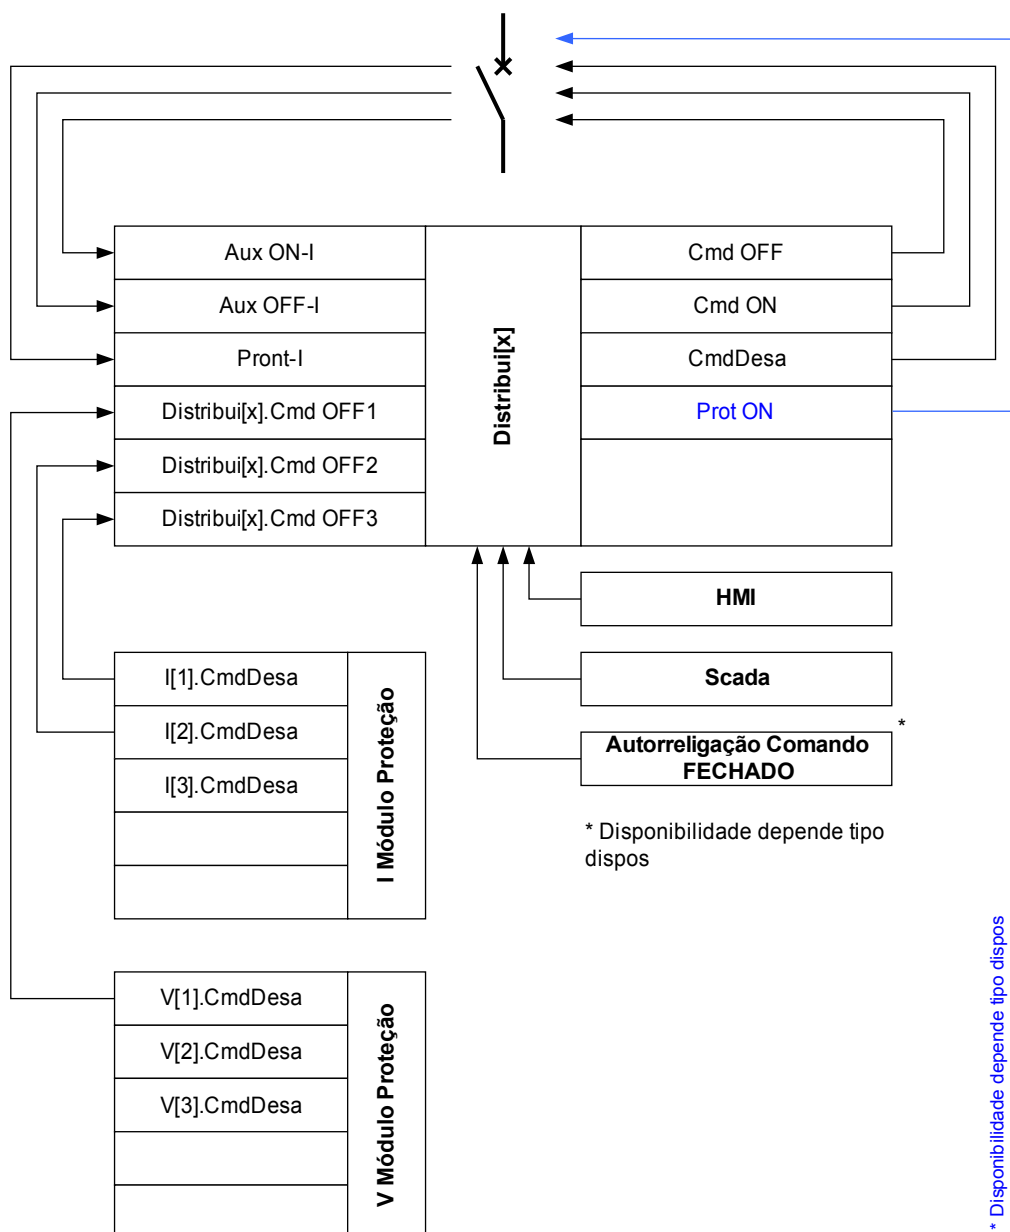 Aux ON-I
Aux OFF-I
Pront-I
Distribui[x].Cmd OFF1
Distribui[x].Cmd OFF2
Distribui[x].Cmd OFF3
Distribui[x]
Cmd OFF
Cmd ON
CmdDesa
Prot ON
HMI
Scada
Autorreligação Comando
FECHADO
*
* Disponibilidade depende tipo
dispos
I[1].CmdDesa
I[2].CmdDesa
I[3].CmdDesa
I Módulo Proteção
V[1].CmdDesa
V[2].CmdDesa
V[3].CmdDesa
V Módulo Proteção
* Disponibilidade depende tipo dispos